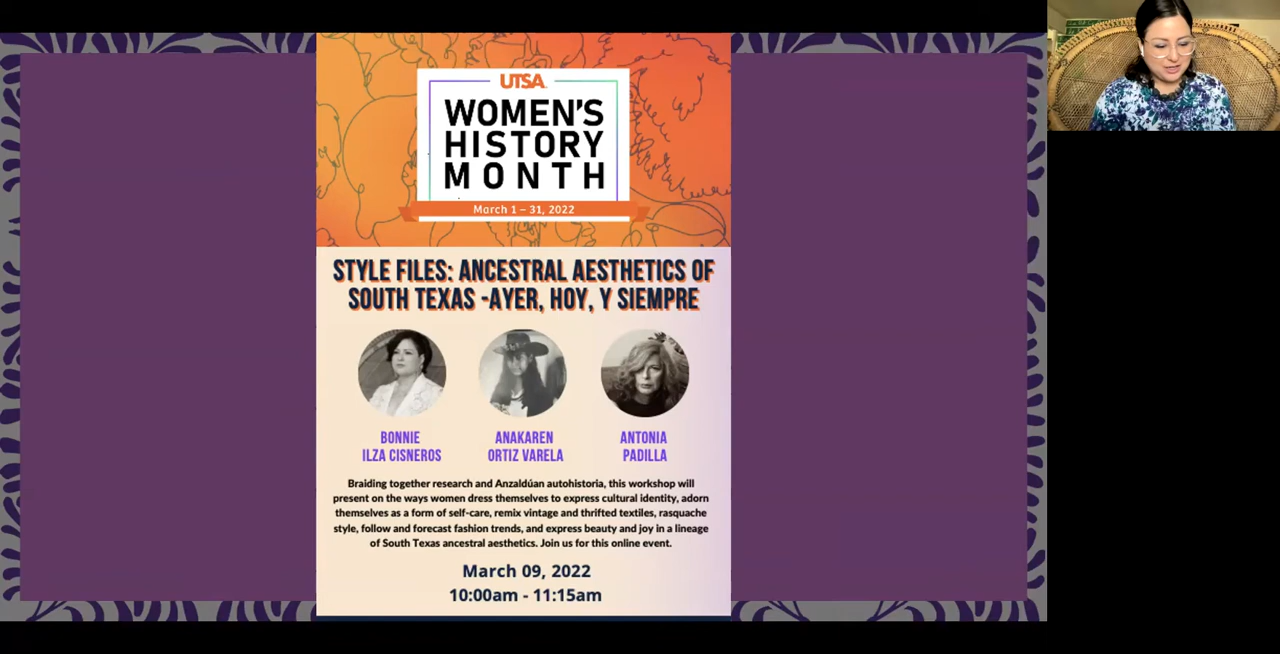 UTSA
WOMEN'S
HISTORY
MONTH
March 1 – 31, 2022
STYLE FILES: ANCESTRAL AESTHETICS OF
SOUTH TEXAS -AYER, HOY, Y SIEMPRE
BONNIE
ILZA CISNEROS
ANAKAREN
ORTIZ VARELA
ANTONIA
PADILLA
Braiding together research and Anzaldúan autohistoria, this workshop will
present on the ways women dress themselves to express cultural identity, adorn
themselves as a form of self-care, remix vintage and thrifted textiles, rasquache
style, follow and forecast fashion trends, and express beauty and joy in a lineage
of South Texas ancestral aesthetics. Join us for this online event.
March 09, 2022
10:00am - 11:15am